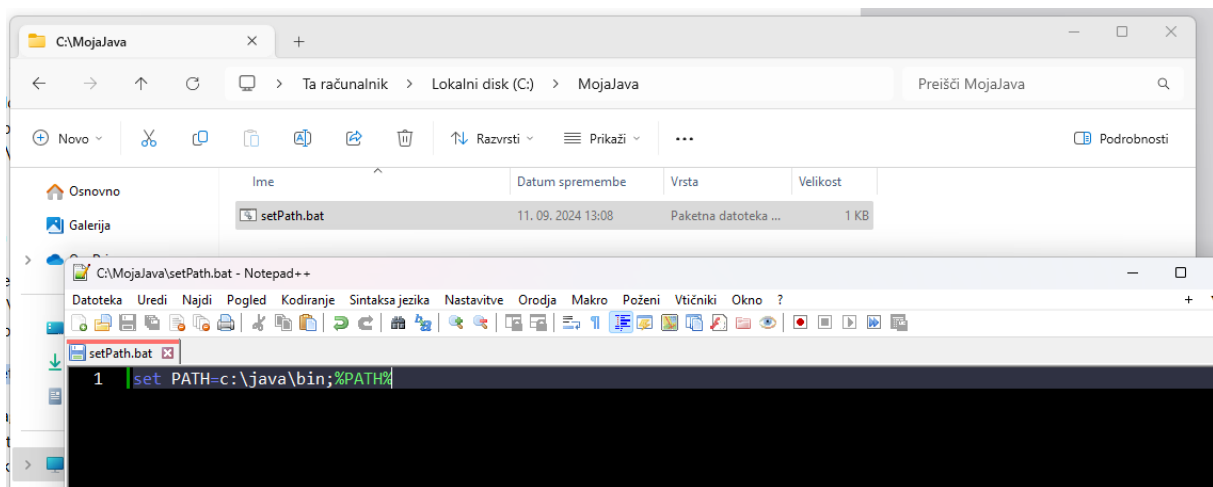 C:\MojaJava
Ta računalnik > Lokalni disk (C:) > MojaJava
Preišči MojaJava
Novo
Razvrsti
Prikaži
Podrobnosti
Osnovno
Galerija
Ime
Datum spremembe
Vrsta
Velikost
setPath.bat
11. 09. 2024 13:08
Paketna datoteka ...
1 KB
C:\MojaJava\setPath.bat - Notepad++
Datoteka Uredi Najdi Pogled Kodiranje Sintaksa jezika Nastavitve Orodja Makro Poženi Vtičniki Okno ?
setPath.bat
1 set PATH=c:\java\bin;%PATH%